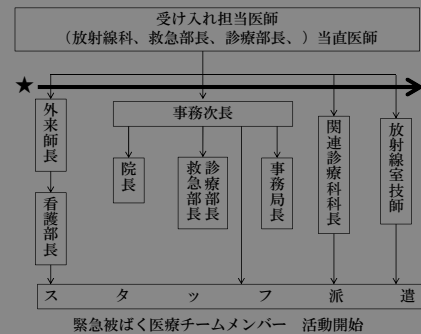 受け入れ担当医師
（放射線科、救急部長、診療部長、）当直医師
★
外来師長
事務次長
関連診療科科長
放射線室技師
院長
診療部長
救急部長
事務局長
看護部長
スタッフ派遣
緊急被ばく医療チームメンバー　活動開始